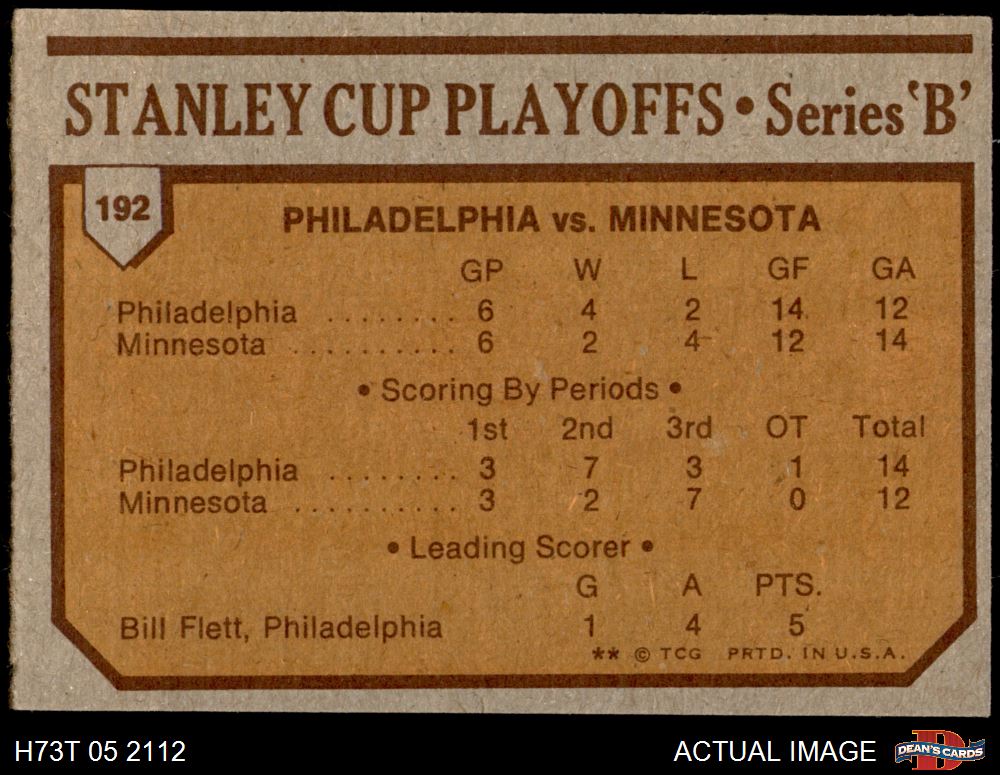 STANLEY CUP PLAYOFFS • Series 'B'
192
PHILADELPHIA vs. MINNESOTA
GP W L GF GA
Philadelphia ........ 6 4 2 14 12
Minnesota .......... 6 2 4 12 14
• Scoring By Periods •
1st 2nd 3rd OT Total
Philadelphia ........ 3 7 3 1 14
Minnesota .......... 3 2 7 0 12
• Leading Scorer •
G A PTS.
Bill Flett, Philadelphia 1 4 5
** © TCG PRTD. IN U.S.A.
H73T 05 2112 ACTUAL IMAGE
D
DEAN'S CARDS